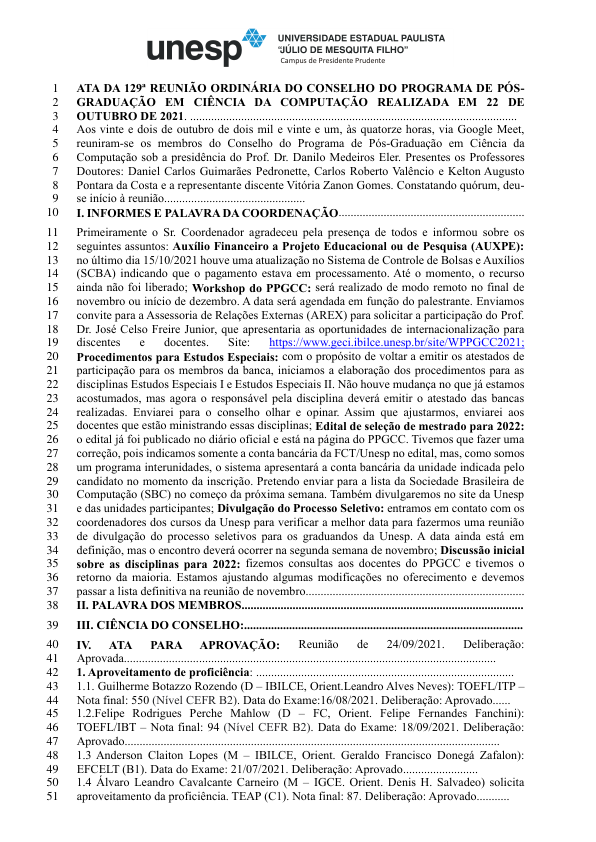 unesp
UNIVERSIDADE ESTADUAL PAULISTA
"JÚLIO DE MESQUITA FILHO"
Campus de Presidente Prudente
1 ATA DA 129ª REUNIÃO ORDINÁRIA DO CONSELHO DO PROGRAMA DE PÓS-
2 GRADUAÇÃO EM CIÊNCIA DA COMPUTAÇÃO REALIZADA EM 22 DE
3 OUTUBRO DE 2021. ................................................................................................................
4 Aos vinte e dois de outubro de dois mil e vinte e um, às quatorze horas, via Google Meet,
5 reuniram-se os membros do Conselho do Programa de Pós-Graduação em Ciência da
6 Computação sob a presidência do Prof. Dr. Danilo Medeiros Eler. Presentes os Professores
7 Doutores: Daniel Carlos Guimarães Pedronette, Carlos Roberto Valêncio e Kelton Augusto
8 Pontara da Costa e a representante discente Vitória Zanon Gomes. Constatando quórum, deu-
9 se início à reunião...............................................
10 I. INFORMES E PALAVRA DA COORDENAÇÃO..............................................................
11 Primeiramente o Sr. Coordenador agradeceu pela presença de todos e informou sobre os
12 seguintes assuntos: Auxílio Financeiro a Projeto Educacional ou de Pesquisa (AUXPE):
13 no último dia 15/10/2021 houve uma atualização no Sistema de Controle de Bolsas e Auxílios
14 (SCBA) indicando que o pagamento estava em processamento. Até o momento, o recurso
15 ainda não foi liberado; Workshop do PPGCC: será realizado de modo remoto no final de
16 novembro ou início de dezembro. A data será agendada em função do palestrante. Enviamos
17 convite para a Assessoria de Relações Externas (AREX) para solicitar a participação do Prof.
18 Dr. José Celso Freire Junior, que apresentaria as oportunidades de internacionalização para
19 discentes e docentes. Site: https://www.geci.ibilce.unesp.br/site/WPPGCC2021;
20 Procedimentos para Estudos Especiais: com o propósito de voltar a emitir os atestados de
21 participação para os membros da banca, iniciamos a elaboração dos procedimentos para as
22 disciplinas Estudos Especiais I e Estudos Especiais II. Não houve mudança no que já estamos
23 acostumados, mas agora o responsável pela disciplina deverá emitir o atestado das bancas
24 realizadas. Enviarei para o conselho olhar e opinar. Assim que ajustarmos, enviarei aos
25 docentes que estão ministrando essas disciplinas; Edital de seleção de mestrado para 2022:
26 o edital já foi publicado no diário oficial e está na página do PPGCC. Tivemos que fazer uma
27 correção, pois indicamos somente a conta bancária da FCT/Unesp no edital, mas, como somos
28 um programa interunidades, o sistema apresentará a conta bancária da unidade indicada pelo
29 candidato no momento da inscrição. Pretendo enviar para a lista da Sociedade Brasileira de
30 Computação (SBC) no começo da próxima semana. Também divulgaremos no site da Unesp
31 e das unidades participantes; Divulgação do Processo Seletivo: entramos em contato com os
32 coordenadores dos cursos da Unesp para verificar a melhor data para fazermos uma reunião
33 de divulgação do processo seletivos para os graduandos da Unesp. A data ainda está em
34 definição, mas o encontro deverá ocorrer na segunda semana de novembro; Discussão inicial
35 sobre as disciplinas para 2022: fizemos consultas aos docentes do PPGCC e tivemos o
36 retorno da maioria. Estamos ajustando algumas modificações no oferecimento e devemos
37 passar a lista definitiva na reunião de novembro.........................................................................
38 II. PALAVRA DOS MEMBROS..............................................................................................
39 III. CIÊNCIA DO CONSELHO:.............................................................................................
40 IV. ATA PARA APROVAÇÃO: Reunião de 24/09/2021. Deliberação:
41 Aprovada............................................................................................................................
42 1. Aproveitamento de proficiência: ......................................................................................
43 1.1. Guilherme Botazzo Rozendo (D – IBILCE, Orient.Leandro Alves Neves): TOEFL/ITP –
44 Nota final: 550 (Nível CEFR B2). Data do Exame:16/08/2021. Deliberação: Aprovado......
45 1.2.Felipe Rodrigues Perche Mahlow (D – FC, Orient. Felipe Fernandes Fanchini):
46 TOEFL/IBT – Nota final: 94 (Nível CEFR B2). Data do Exame: 18/09/2021. Deliberação:
47 Aprovado.............................................................................................................................
48 1.3 Anderson Claiton Lopes (M – IBILCE, Orient. Geraldo Francisco Donegá Zafalon):
49 EFCELT (B1). Data do Exame: 21/07/2021. Deliberação: Aprovado.........................
50 1.4 Álvaro Leandro Cavalcante Carneiro (M – IGCE. Orient. Denis H. Salvadeo) solicita
51 aproveitamento da proficiência. TEAP (C1). Nota final: 87. Deliberação: Aprovado...........